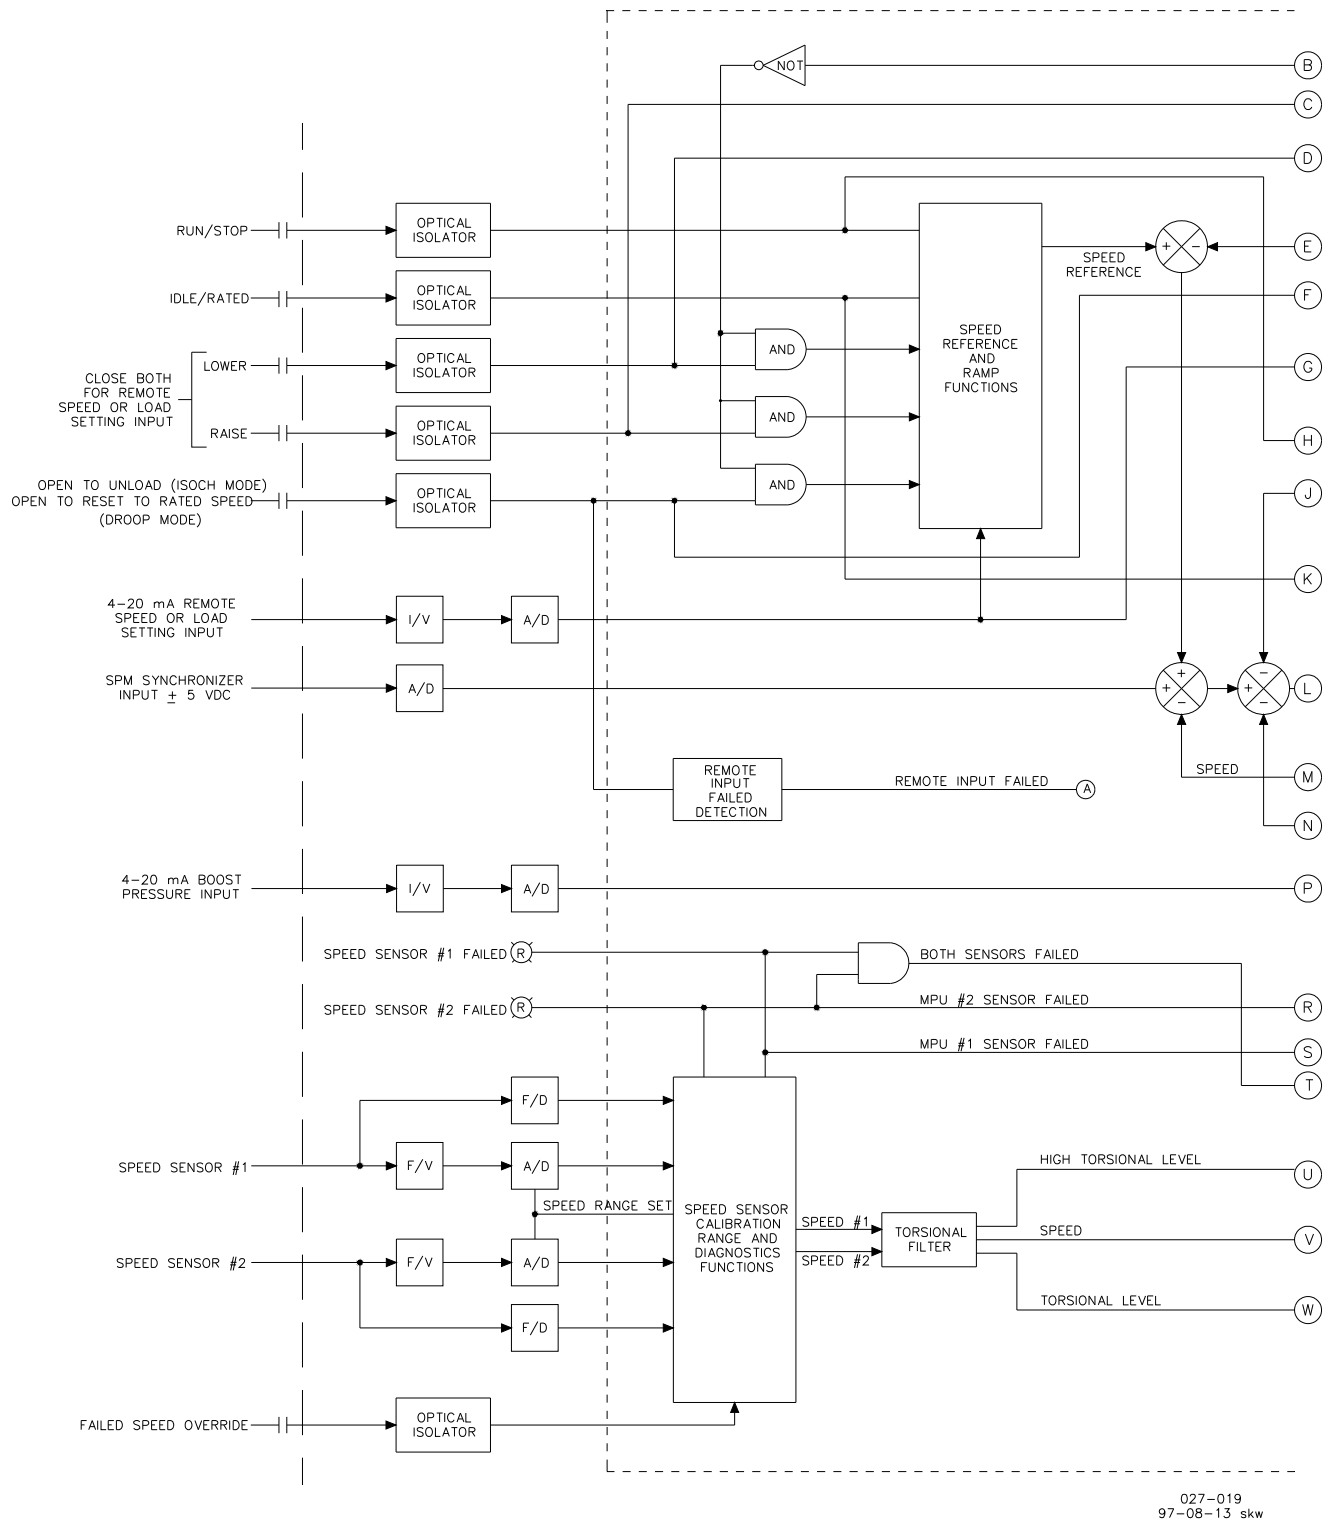 NOT
B
C
D
RUN/STOP
OPTICAL
ISOLATOR
+
−
E
SPEED
REFERENCE
IDLE/RATED
OPTICAL
ISOLATOR
F
SPEED
REFERENCE
AND
RAMP
FUNCTIONS
CLOSE BOTH
FOR REMOTE
SPEED OR LOAD
SETTING INPUT
LOWER
OPTICAL
ISOLATOR
AND
G
RAISE
OPTICAL
ISOLATOR
AND
H
OPEN TO UNLOAD (ISOCH MODE)
OPEN TO RESET TO RATED SPEED
(DROOP MODE)
OPTICAL
ISOLATOR
AND
J
K
4-20 mA REMOTE
SPEED OR LOAD
SETTING INPUT
I/V
A/D
SPM SYNCHRONIZER
INPUT ± 5 VDC
A/D
+
+
−
−
+
−
L
SPEED
M
REMOTE
INPUT
FAILED
DETECTION
REMOTE INPUT FAILED
A
N
4-20 mA BOOST
PRESSURE INPUT
I/V
A/D
P
SPEED SENSOR #1 FAILED
R
BOTH SENSORS FAILED
SPEED SENSOR #2 FAILED
R
MPU #2 SENSOR FAILED
R
MPU #1 SENSOR FAILED
S
T
F/D
SPEED SENSOR #1
F/V
A/D
HIGH TORSIONAL LEVEL
U
SPEED RANGE SET
SPEED SENSOR
CALIBRATION
RANGE AND
DIAGNOSTICS
FUNCTIONS
SPEED #1
SPEED #2
TORSIONAL
FILTER
SPEED
V
SPEED SENSOR #2
F/V
A/D
TORSIONAL LEVEL
W
F/D
FAILED SPEED OVERRIDE
OPTICAL
ISOLATOR
027-019
97-08-13 skw